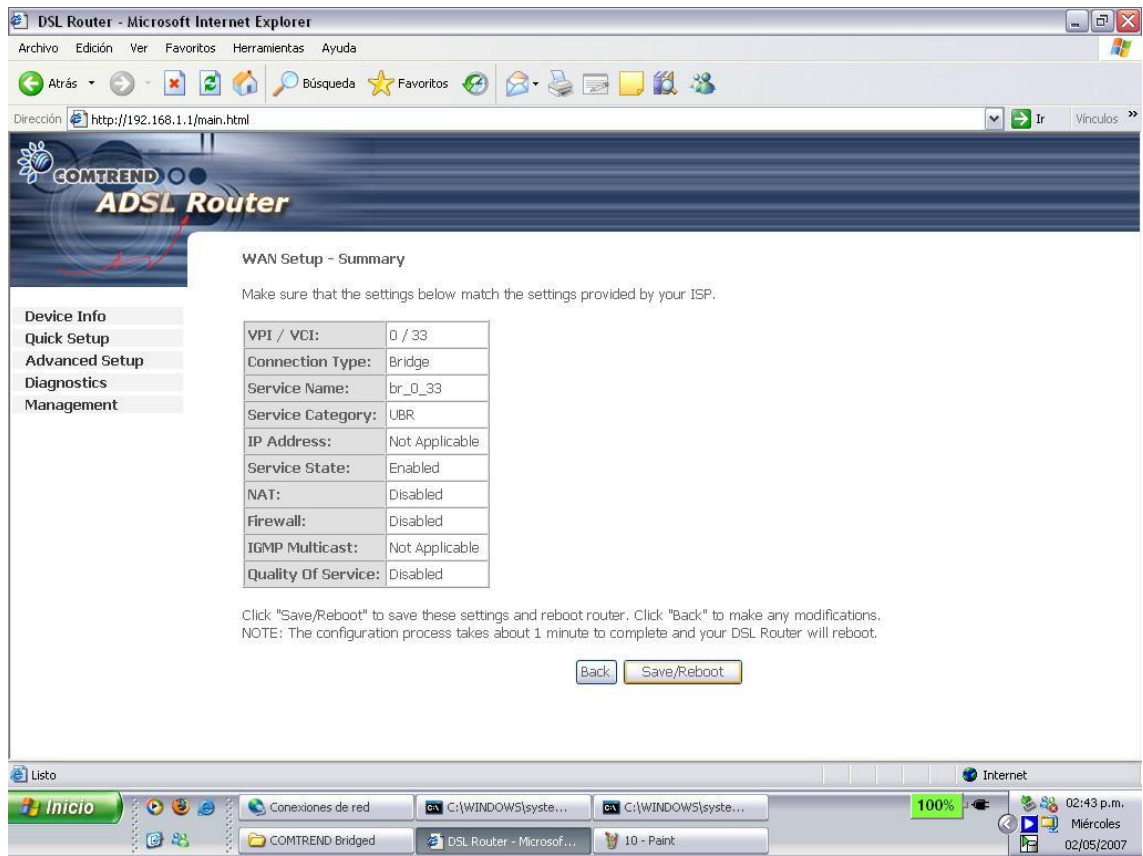 DSL Router - Microsoft Internet Explorer
Archivo Edición Ver Favoritos Herramientas Ayuda
Atrás Búsqueda Favoritos
Dirección http://192.168.1.1/main.html Ir Vínculos »
COMTREND
ADSL Router
WAN Setup - Summary
Make sure that the settings below match the settings provided by your ISP.
Device Info
Quick Setup
Advanced Setup
Diagnostics
Management
VPI / VCI: 0 / 33
Connection Type: Bridge
Service Name: br_0_33
Service Category: UBR
IP Address: Not Applicable
Service State: Enabled
NAT: Disabled
Firewall: Disabled
IGMP Multicast: Not Applicable
Quality Of Service: Disabled
Click "Save/Reboot" to save these settings and reboot router. Click "Back" to make any modifications.
NOTE: The configuration process takes about 1 minute to complete and your DSL Router will reboot.
Back Save/Reboot
Listo Internet
Inicio Conexiones de red C:\WINDOWS\syste... C:\WINDOWS\syste... 100% 02:43 p.m.
Miércoles
COMTREND Bridged DSL Router - Microsof... 10 - Paint 02/05/2007